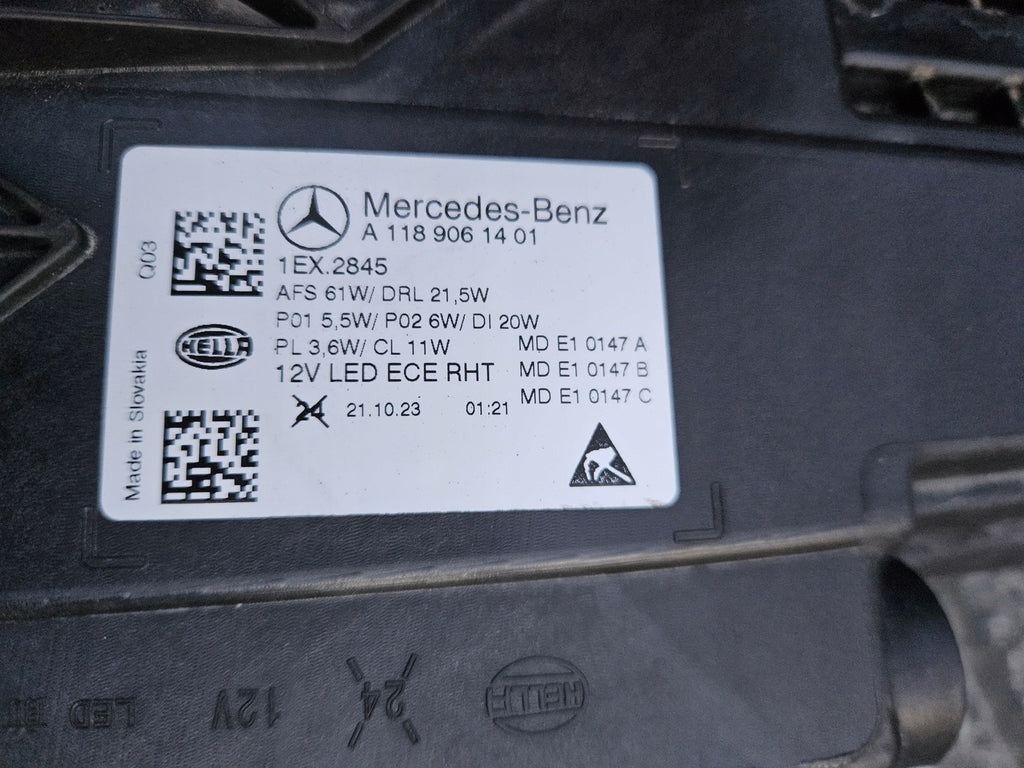 Mercedes-Benz
A 118 906 14 01
1EX.2845
AFS 61W/ DRL 21,5W
P01 5,5W/ P02 6W/ DI 20W
PL 3,6W/ CL 11W
12V LED ECE RHT
MD E1 0147 A
MD E1 0147 B
MD E1 0147 C
24 21.10.23 01:21
Q03
HELLA
Made in Slovakia
HELLA
24
12V
LED